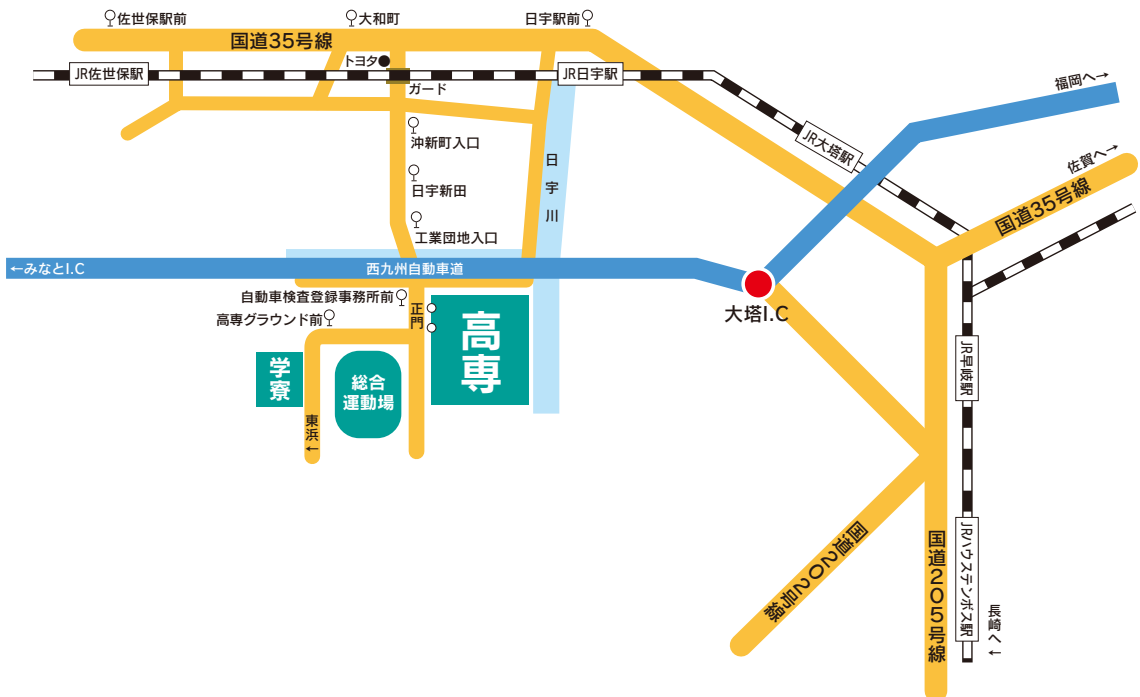 佐世保駅前
大和町
日宇駅前
国道35号線
トヨタ
JR佐世保駅
JR日宇駅
ガード
福岡へ→
沖新町入口
JR大塔駅
佐賀へ→
日宇新田
日宇川
国道35号線
工業団地入口
←みなとI.C
西九州自動車道
自動車検査登録事務所前
高専グラウンド前
正門
大塔I.C
高専
学寮
総合
運動場
JR早岐駅
東浜←
国道202号線
国道205号線
JRハウステンボス駅
長崎へ←